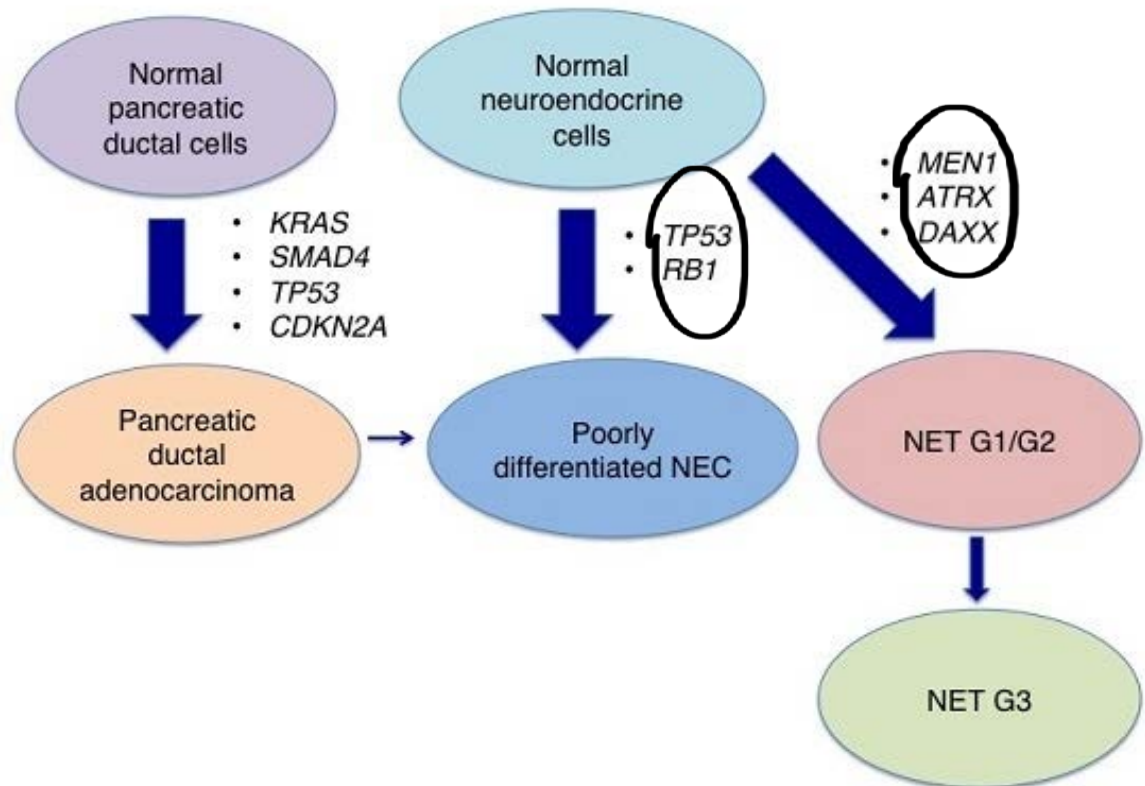 Normal
pancreatic
ductal cells
Normal
neuroendocrine
cells
• KRAS
• SMAD4
• TP53
• CDKN2A
• TP53
• RB1
• MEN1
• ATRX
• DAXX
Pancreatic
ductal
adenocarcinoma
Poorly
differentiated NEC
NET G1/G2
NET G3